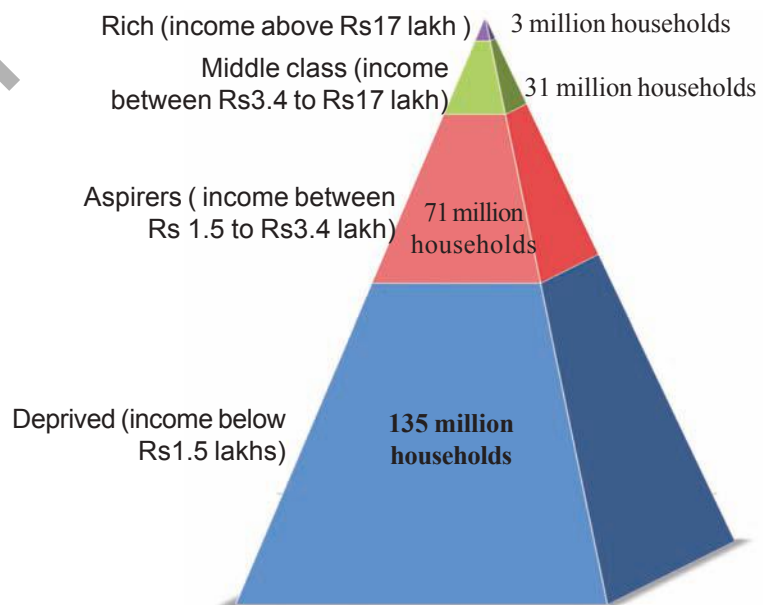 Rich (income above Rs17 lakh )
3 million households
Middle class (income
between Rs3.4 to Rs17 lakh)
31 million households
Aspirers ( income between
Rs 1.5 to Rs3.4 lakh)
71 million
households
Deprived (income below
Rs1.5 lakhs)
135 million
households